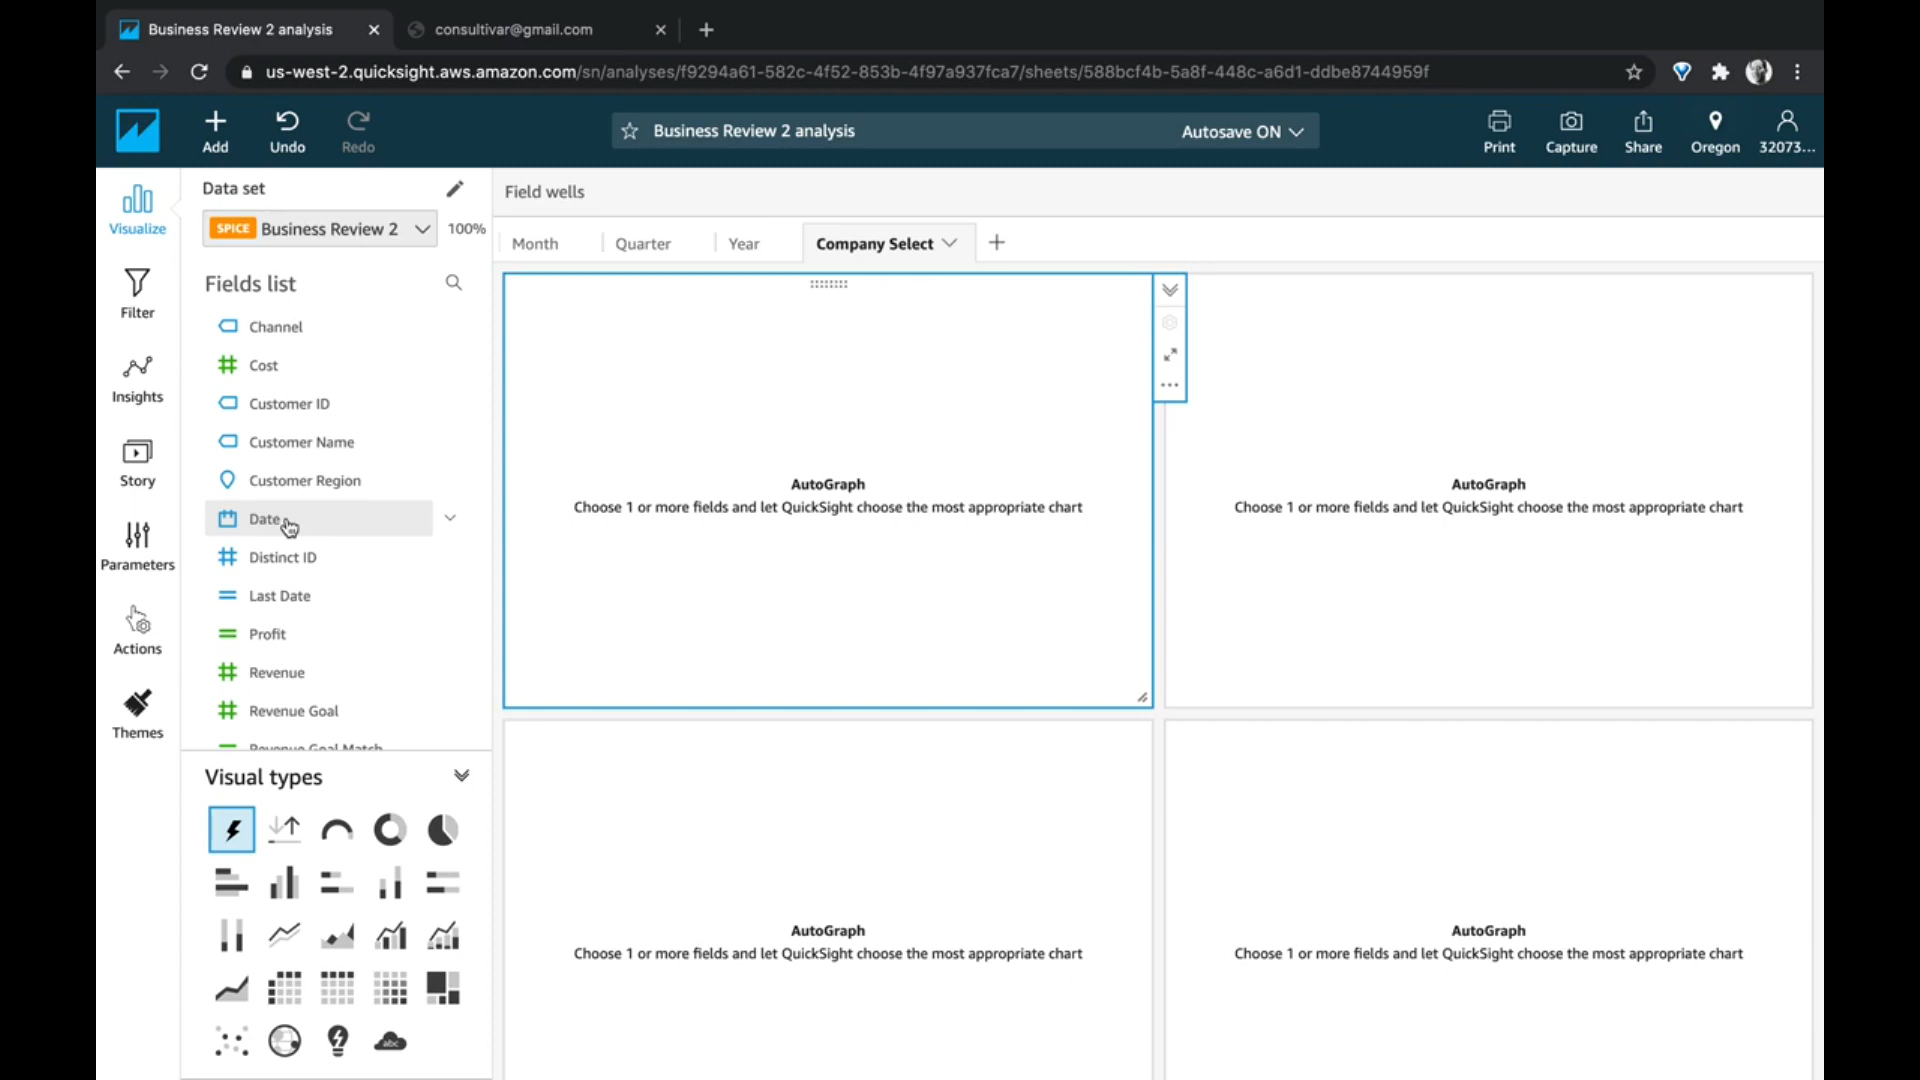 Business Review 2 analysis
consultivar@gmail.com
us-west-2.quicksight.aws.amazon.com/sn/analyses/f9294a61-582c-4f52-853b-4f97a937fca7/sheets/588bcf4b-5a8f-448c-a6d1-ddbe8744959f
Add
Undo
Redo
Business Review 2 analysis
Autosave ON
Print
Capture
Share
Oregon
32073...
Visualize
Filter
Insights
Story
Parameters
Actions
Themes
Data set
SPICE Business Review 2 100%
Fields list
Channel
Cost
Customer ID
Customer Name
Customer Region
Date
Distinct ID
Last Date
Profit
Revenue
Revenue Goal
Revenue Goal Match
Visual types
abc
Field wells
Month
Quarter
Year
Company Select
AutoGraph
Choose 1 or more fields and let QuickSight choose the most appropriate chart
AutoGraph
Choose 1 or more fields and let QuickSight choose the most appropriate chart
AutoGraph
Choose 1 or more fields and let QuickSight choose the most appropriate chart
AutoGraph
Choose 1 or more fields and let QuickSight choose the most appropriate chart